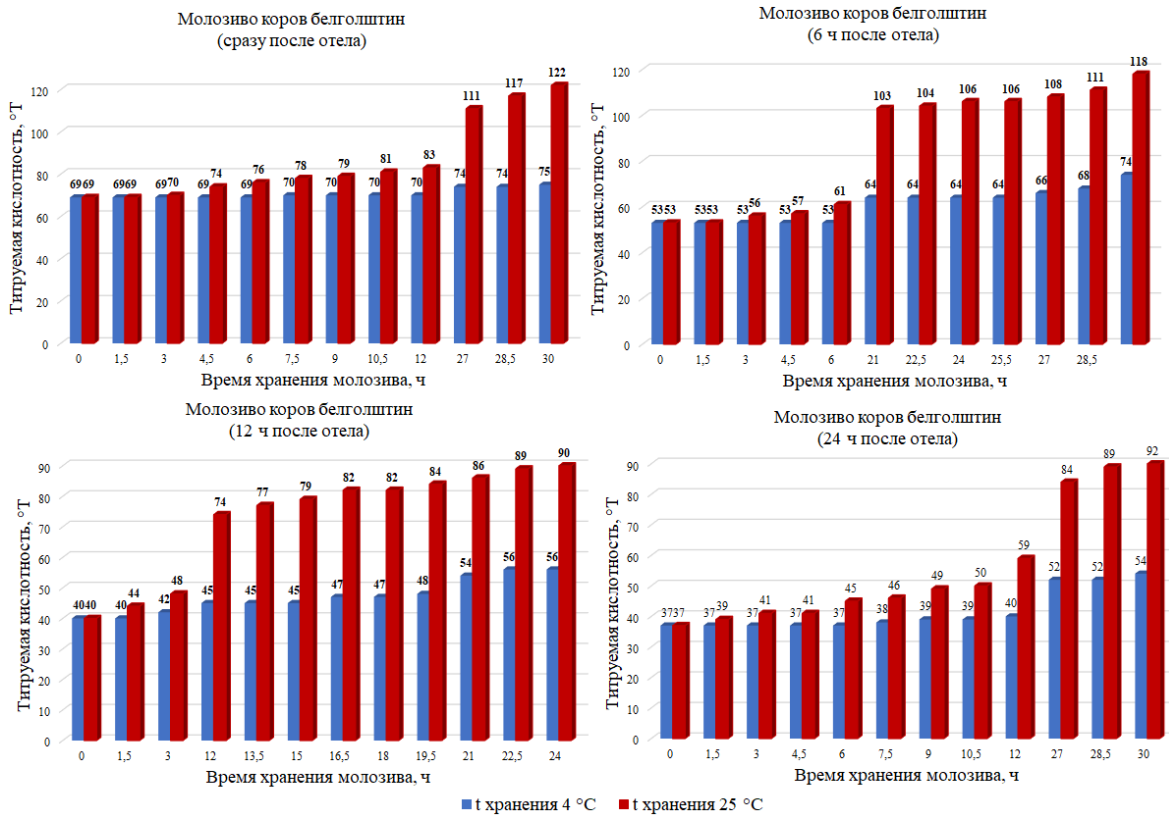 Молозиво коров белголштин
(сразу после отела)
Титруемая кислотность, °Т
120
100
80
60
40
20
0
69 69 69 69 69 70 69 74 69 76 70 78 70 79 70 81 70 83 74 111 74 117 75 122
0 1,5 3 4,5 6 7,5 9 10,5 12 27 28,5 30
Время хранения молозива, ч
Молозиво коров белголштин
(6 ч после отела)
Титруемая кислотность, °Т
120
100
80
60
40
20
0
53 53 53 53 53 56 53 57 53 61 64 103 64 104 64 106 64 106 66 108 68 111 74 118
0 1,5 3 4,5 6 21 22,5 24 25,5 27 28,5
Время хранения молозива, ч
Молозиво коров белголштин
(12 ч после отела)
Титруемая кислотность, °Т
90
80
70
60
50
40
30
20
10
0
40 40 40 44 42 48 45 74 45 77 45 79 47 82 47 82 48 84 54 86 56 89 56 90
0 1,5 3 12 13,5 15 16,5 18 19,5 21 22,5 24
Время хранения молозива, ч
Молозиво коров белголштин
(24 ч после отела)
Титруемая кислотность, °Т
90
80
70
60
50
40
30
20
10
0
37 37 37 39 37 41 37 41 37 45 38 46 39 49 39 50 40 59 52 84 52 89 54 92
0 1,5 3 4,5 6 7,5 9 10,5 12 27 28,5 30
Время хранения молозива, ч
t хранения 4 °C t хранения 25 °C